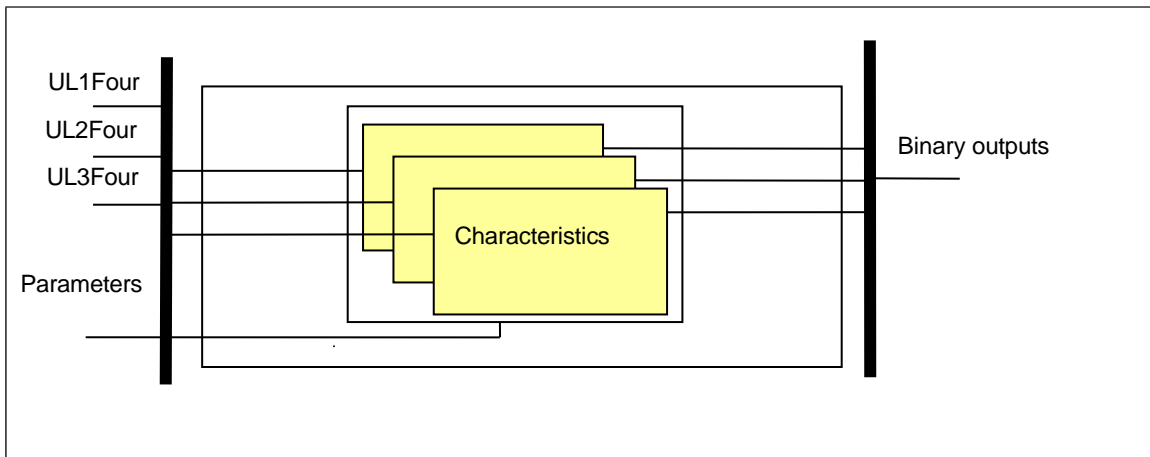 UL1Four
UL2Four
UL3Four
Parameters
Characteristics
Binary outputs